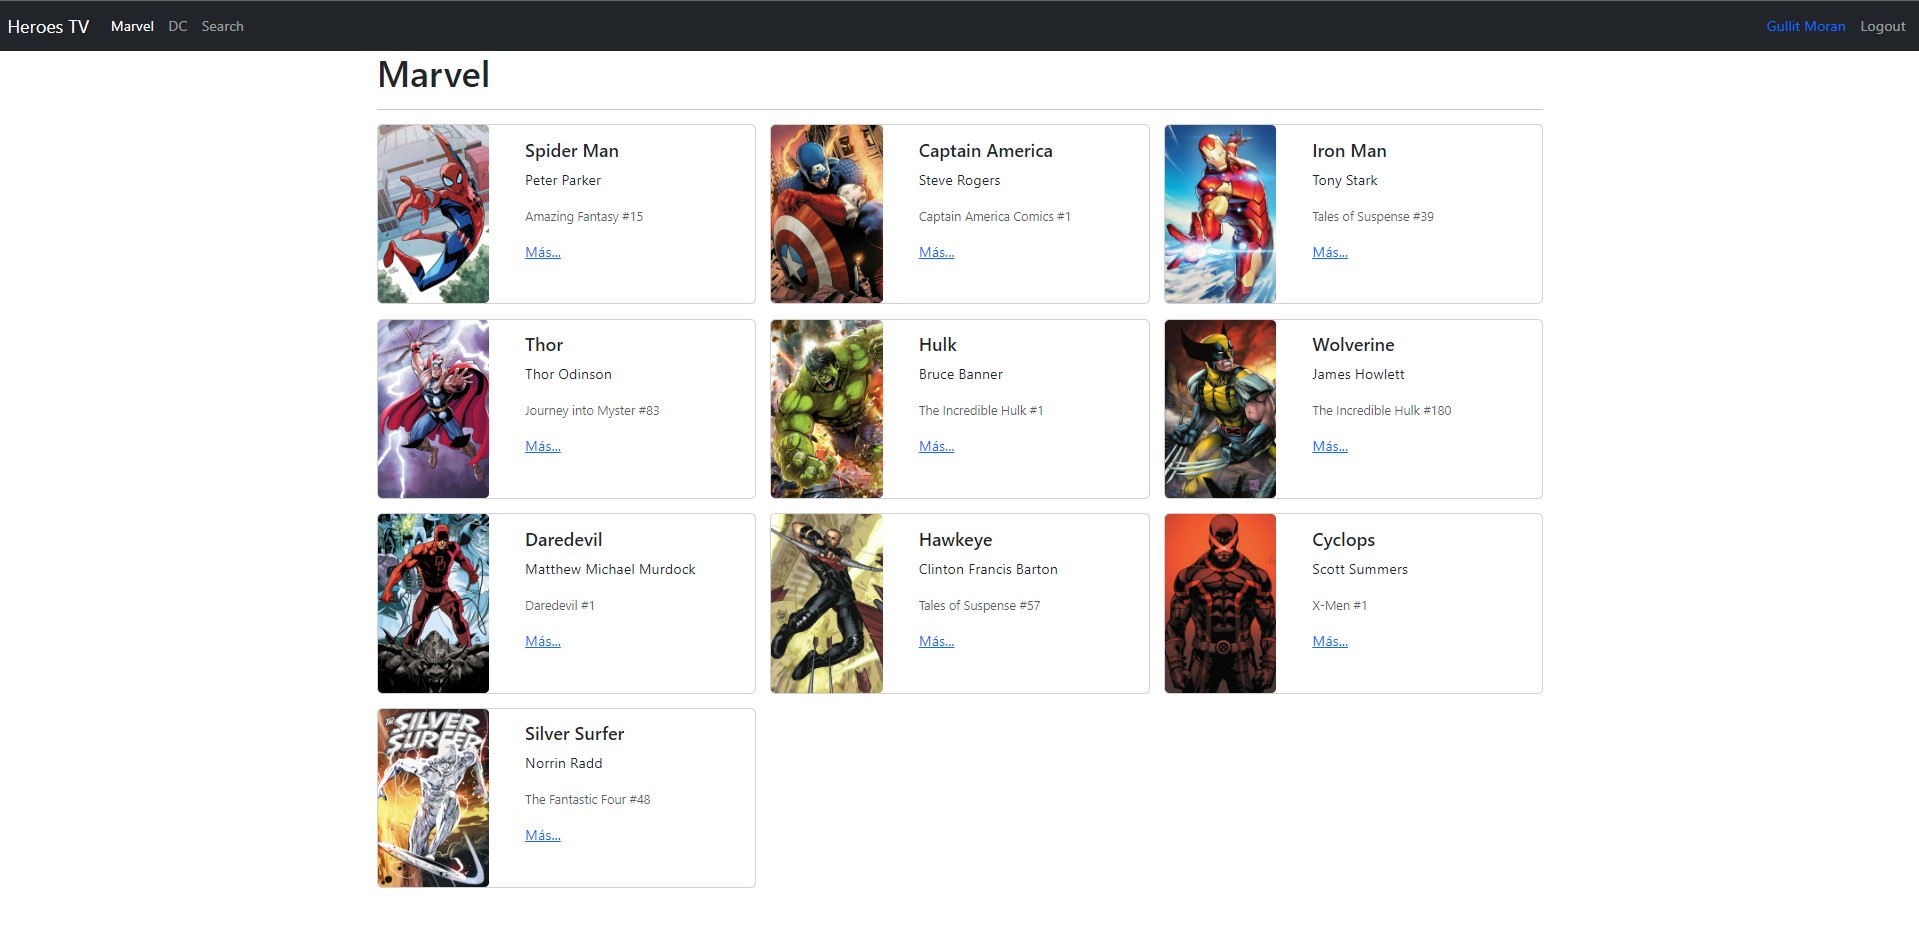 Heroes TV Marvel DC Search Gullit Moran Logout
Marvel
Spider Man
Peter Parker
Amazing Fantasy #15
Más...
Captain America
Steve Rogers
Captain America Comics #1
Más...
Iron Man
Tony Stark
Tales of Suspense #39
Más...
Thor
Thor Odinson
Journey into Myster #83
Más...
Hulk
Bruce Banner
The Incredible Hulk #1
Más...
Wolverine
James Howlett
The Incredible Hulk #180
Más...
Daredevil
Matthew Michael Murdock
Daredevil #1
Más...
Hawkeye
Clinton Francis Barton
Tales of Suspense #57
Más...
Cyclops
Scott Summers
X-Men #1
Más...
THE SILVER
SURFER
Silver Surfer
Norrin Radd
The Fantastic Four #48
Más...